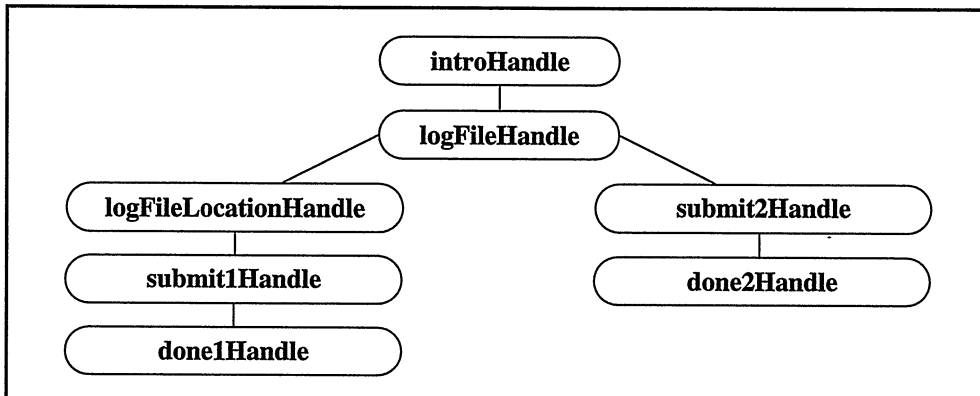 introHandle
logFileHandle
logFileLocationHandle
submit2Handle
submit1Handle
done2Handle
done1Handle